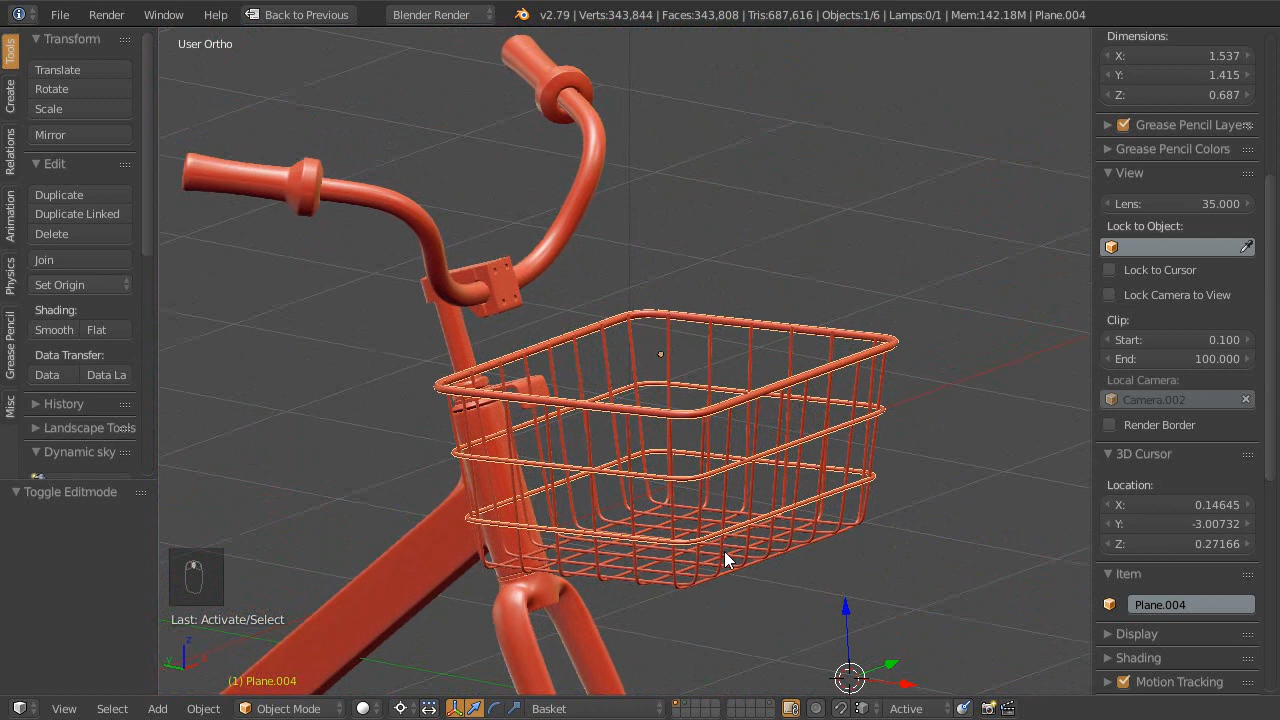 File Render Window Help Back to Previous Blender Render v2.79 | Verts:343,844 | Faces:343,808 | Tris:687,616 | Objects:1/6 | Lamps:0/1 | Mem:142.18M | Plane.004
Tools
Create
Relations
Animation
Physics
Grease Pencil
Misc
Transform
Translate
Rotate
Scale
Mirror
Edit
Duplicate
Duplicate Linked
Delete
Join
Set Origin
Shading:
Smooth Flat
Data Transfer:
Data Data La
History
Landscape Tools
Dynamic sky
Toggle Editmode
User Ortho
Last: Activate/Select
z
y
(1) Plane.004
Dimensions:
X: 1.537
Y: 1.415
Z: 0.687
Grease Pencil Layers
Grease Pencil Colors
View
Lens: 35.000
Lock to Object:
Lock to Cursor
Lock Camera to View
Clip:
Start: 0.100
End: 100.000
Local Camera:
Camera.002
Render Border
3D Cursor
Location:
X: 0.14645
Y: -3.00732
Z: 0.27166
Item
Plane.004
Display
Shading
Motion Tracking
View Select Add Object Object Mode Basket Active